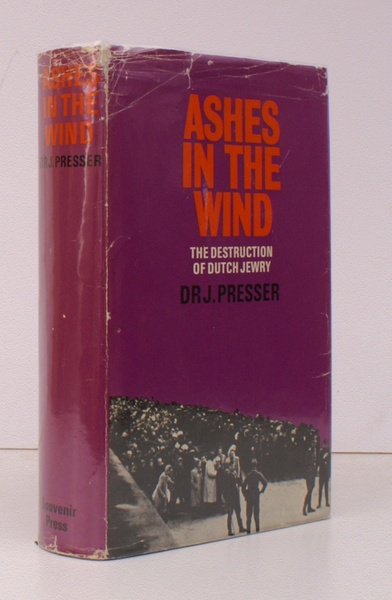 ASHES
IN THE
WIND
DR J. PRESSER
Souvenir
Press
ASHES
IN THE
WIND
THE DESTRUCTION
OF DUTCH JEWRY
DR J. PRESSER